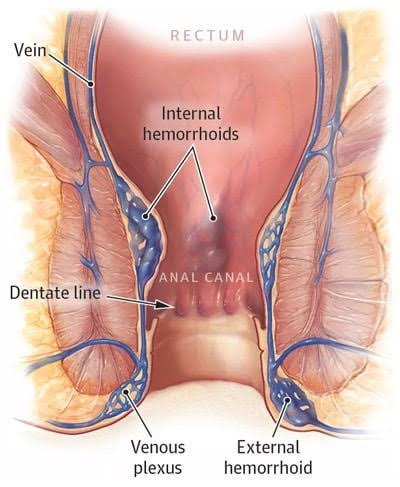 RECTUM
Vein
Internal
hemorrhoids
ANAL CANAL
Dentate line
Venous
plexus
External
hemorrhoid